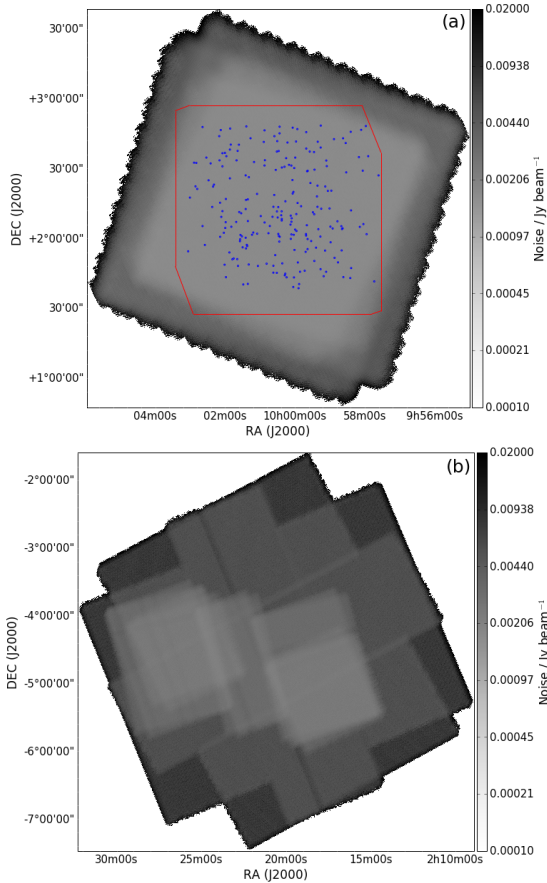 (a)
30'00"
+3°00'00"
30'00"
+2°00'00"
30'00"
+1°00'00"
DEC (J2000)
04m00s 02m00s 10h00m00s 58m00s 9h56m00s
RA (J2000)
0.02000
0.00938
0.00440
0.00206
0.00097
0.00045
0.00021
0.00010
Noise / Jy beam⁻¹
(b)
-2°00'00"
-3°00'00"
-4°00'00"
-5°00'00"
-6°00'00"
-7°00'00"
DEC (J2000)
30m00s 25m00s 20m00s 15m00s 2h10m00s
RA (J2000)
0.02000
0.00938
0.00440
0.00206
0.00097
0.00045
0.00021
0.00010
Noise / Jy beam⁻¹